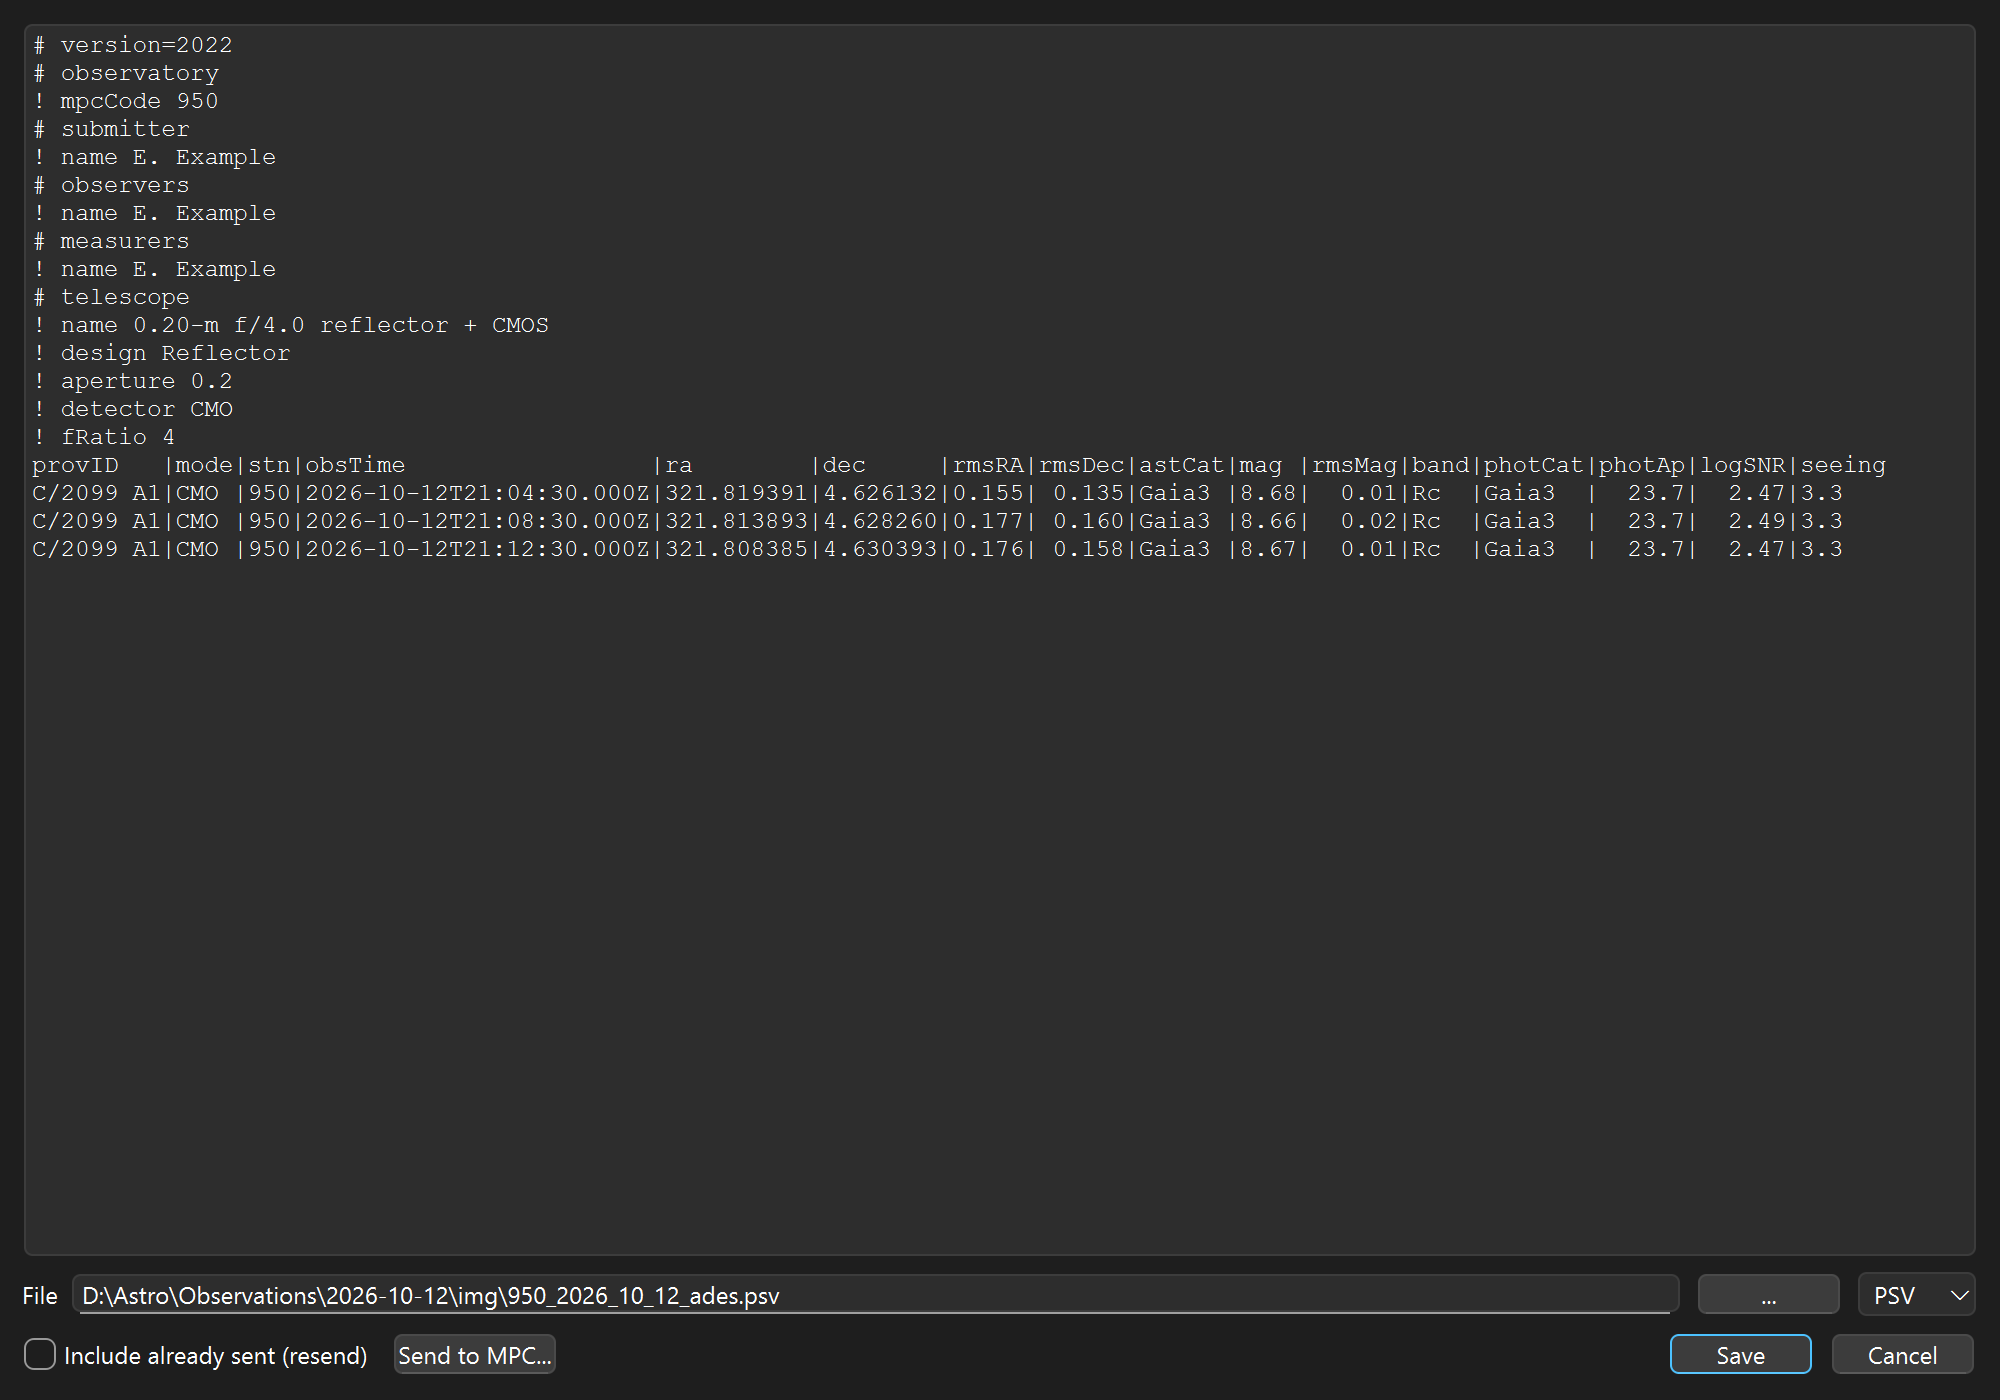 # version=2022
# observatory
! mpcCode 950
# submitter
! name E. Example
# observers
! name E. Example
# measurers
! name E. Example
# telescope
! name 0.20-m f/4.0 reflector + CMOS
! design Reflector
! aperture 0.2
! detector CMO
! fRatio 4
provID   |mode|stn|obsTime                 |ra        |dec     |rmsRA|rmsDec|astCat|mag |rmsMag|band|photCat|photAp|logSNR|seeing
C/2099 A1|CMO |950|2026-10-12T21:04:30.000Z|321.819391|4.626132|0.155| 0.135|Gaia3 |8.68|  0.01|Rc  |Gaia3  |  23.7|  2.47|3.3
C/2099 A1|CMO |950|2026-10-12T21:08:30.000Z|321.813893|4.628260|0.177| 0.160|Gaia3 |8.66|  0.02|Rc  |Gaia3  |  23.7|  2.49|3.3
C/2099 A1|CMO |950|2026-10-12T21:12:30.000Z|321.808385|4.630393|0.176| 0.158|Gaia3 |8.67|  0.01|Rc  |Gaia3  |  23.7|  2.47|3.3
File D:\Astro\Observations\2026-10-12\img\950_2026_10_12_ades.psv ... PSV
Include already sent (resend) Send to MPC... Save Cancel